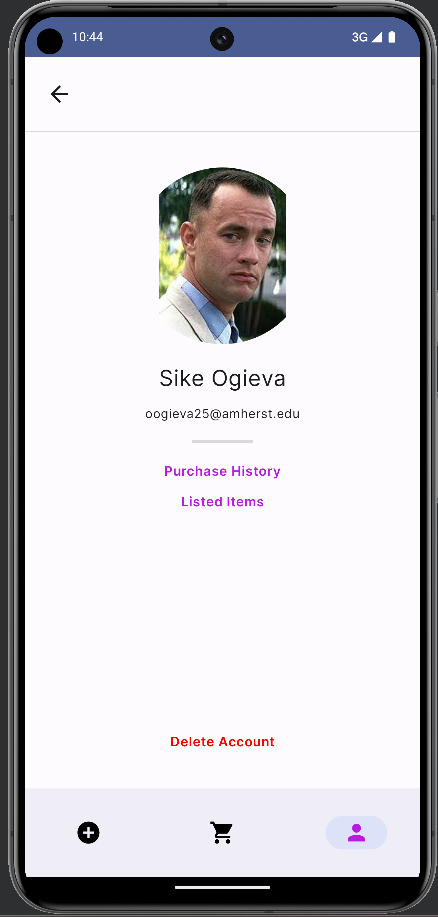 10:44
3G
Sike Ogieva
oogieva25@amherst.edu
Purchase History
Listed Items
Delete Account